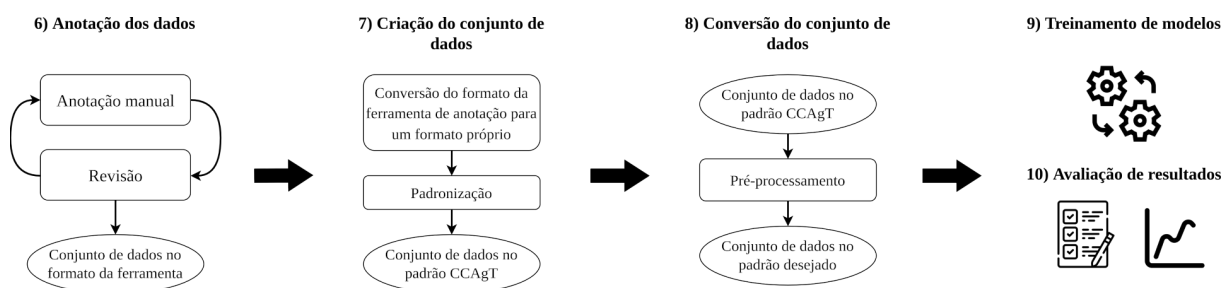 6) Anotação dos dados
Anotação manual
Revisão
Conjunto de dados no
formato da ferramenta
7) Criação do conjunto de
dados
Conversão do formato da
ferramenta de anotação para
um formato próprio
Padronização
Conjunto de dados no
padrão CCAgT
8) Conversão do conjunto de
dados
Conjunto de dados no
padrão CCAgT
Pré-processamento
Conjunto de dados no
padrão desejado
9) Treinamento de modelos
10) Avaliação de resultados